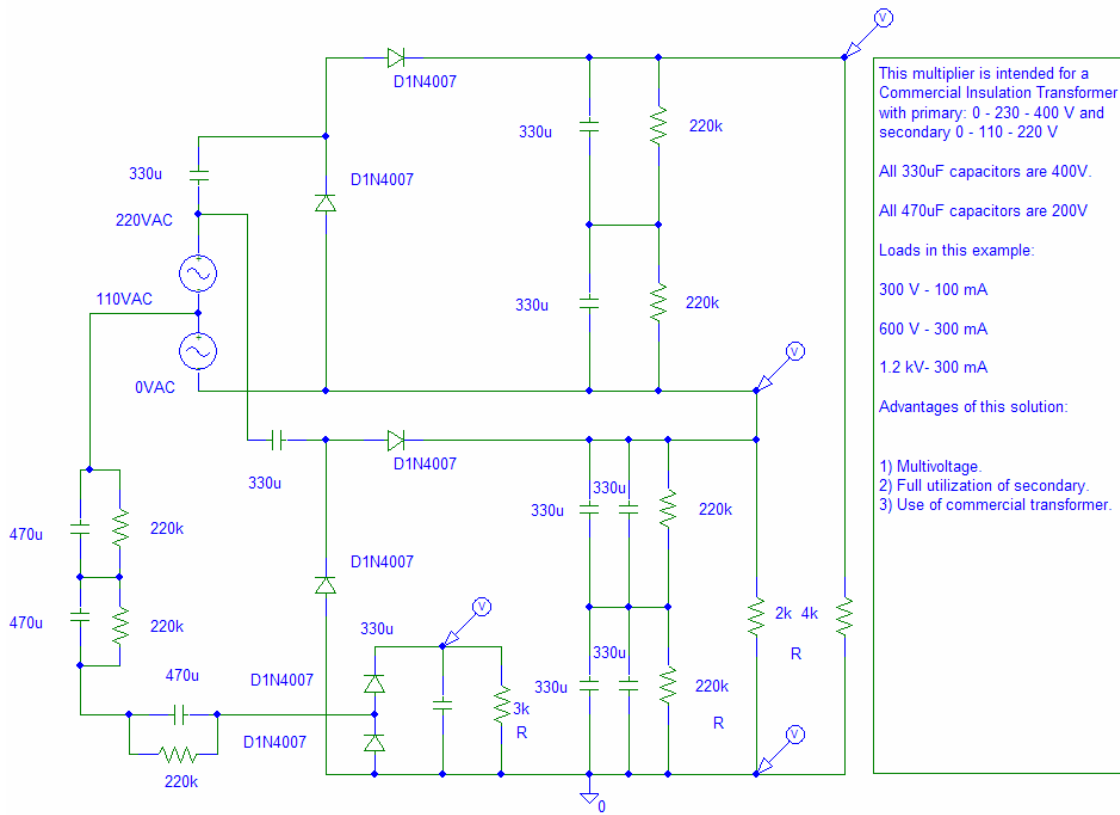 V
D1N4007
330u
220k
330u
D1N4007
220VAC
110VAC
330u
220k
0VAC
V
D1N4007
330u
330u
330u
220k
470u
220k
D1N4007
470u
220k
330u
V
330u
2k 4k
R
470u
D1N4007
330u
220k
3k
R
R
D1N4007
220k
V
0
This multiplier is intended for a
Commercial Insulation Transformer
with primary: 0 - 230 - 400 V and
secondary 0 - 110 - 220 V
All 330uF capacitors are 400V.
All 470uF capacitors are 200V
Loads in this example:
300 V - 100 mA
600 V - 300 mA
1.2 kV- 300 mA
Advantages of this solution:
1) Multivoltage.
2) Full utilization of secondary.
3) Use of commercial transformer.